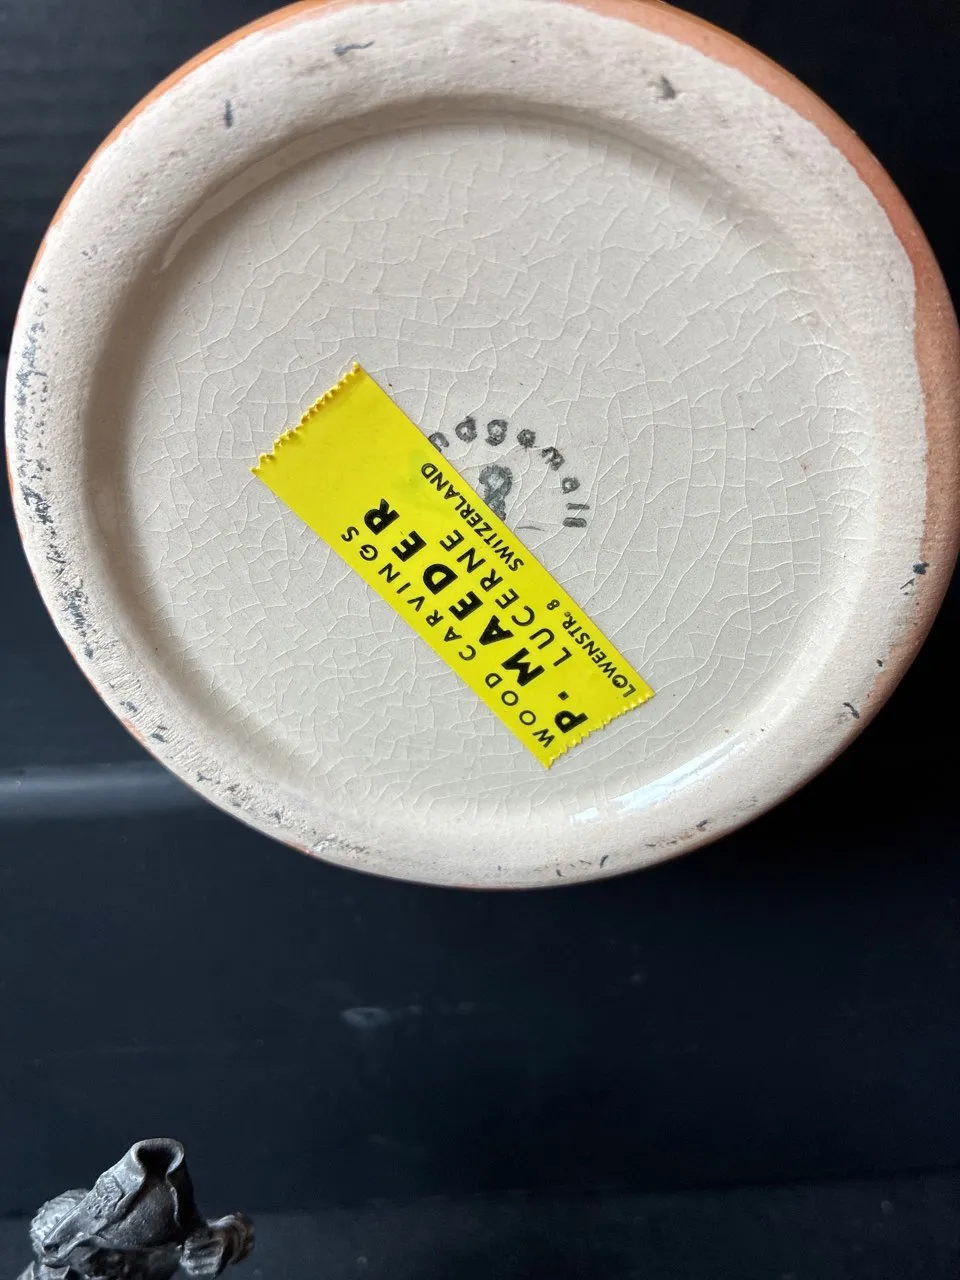 WOOD CARVINGS
P. MAEDER
LUCERNE
LÖWENSTR. 8 SWITZERLAND